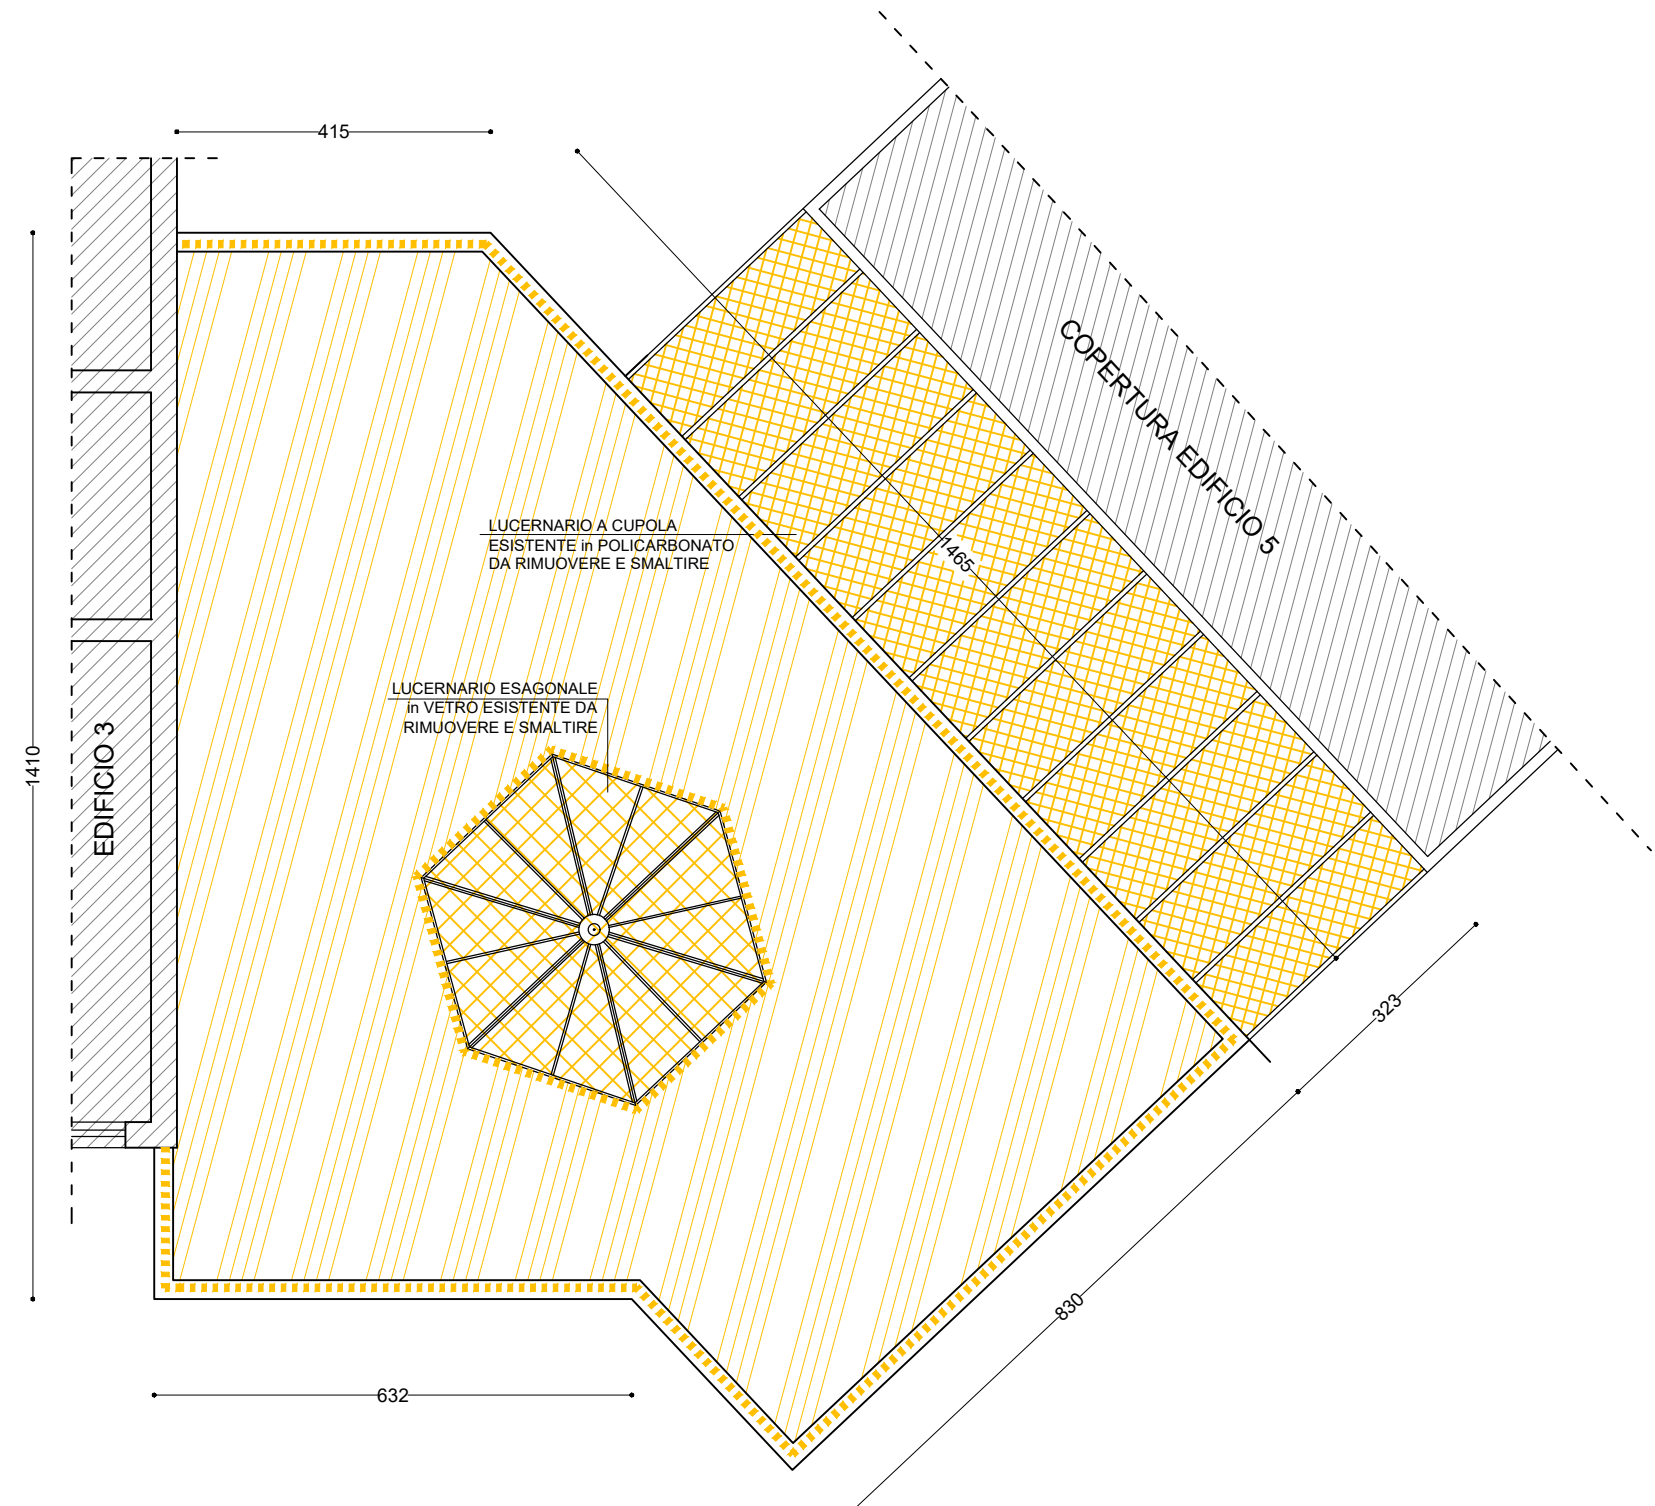 415
COPERTURA EDIFICIO 5
LUCERNARIO A CUPOLA
ESISTENTE in POLICARBONATO
DA RIMUOVERE E SMALTIRE
1465
LUCERNARIO ESAGONALE
in VETRO ESISTENTE DA
RIMUOVERE E SMALTIRE
EDIFICIO 3
1410
323
830
632